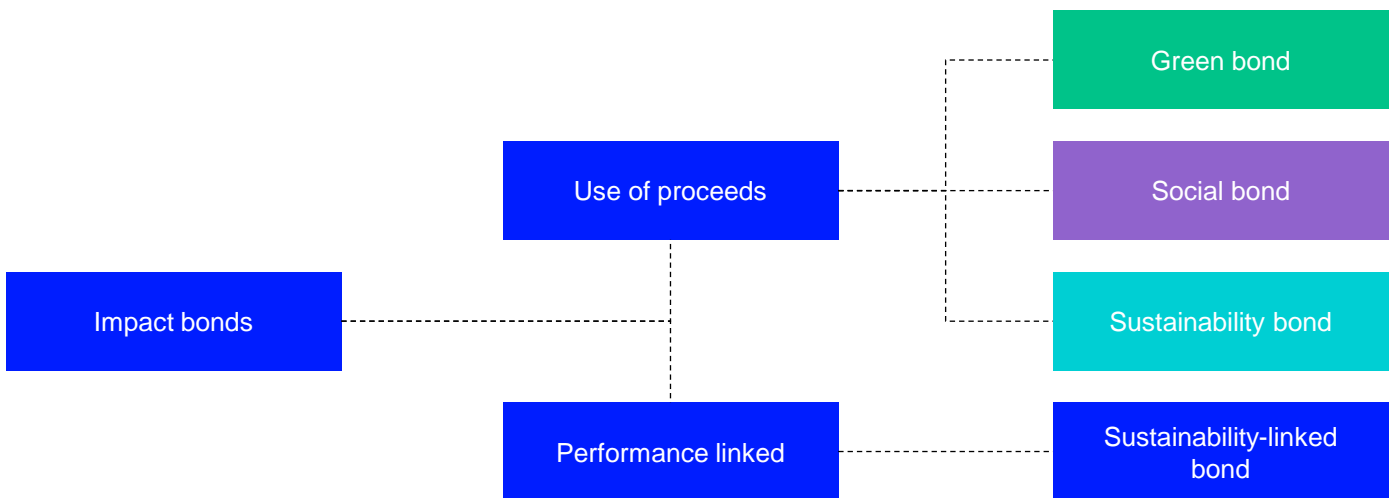 Green bond
Use of proceeds
Social bond
Impact bonds
Sustainability bond
Performance linked
Sustainability-linked
bond